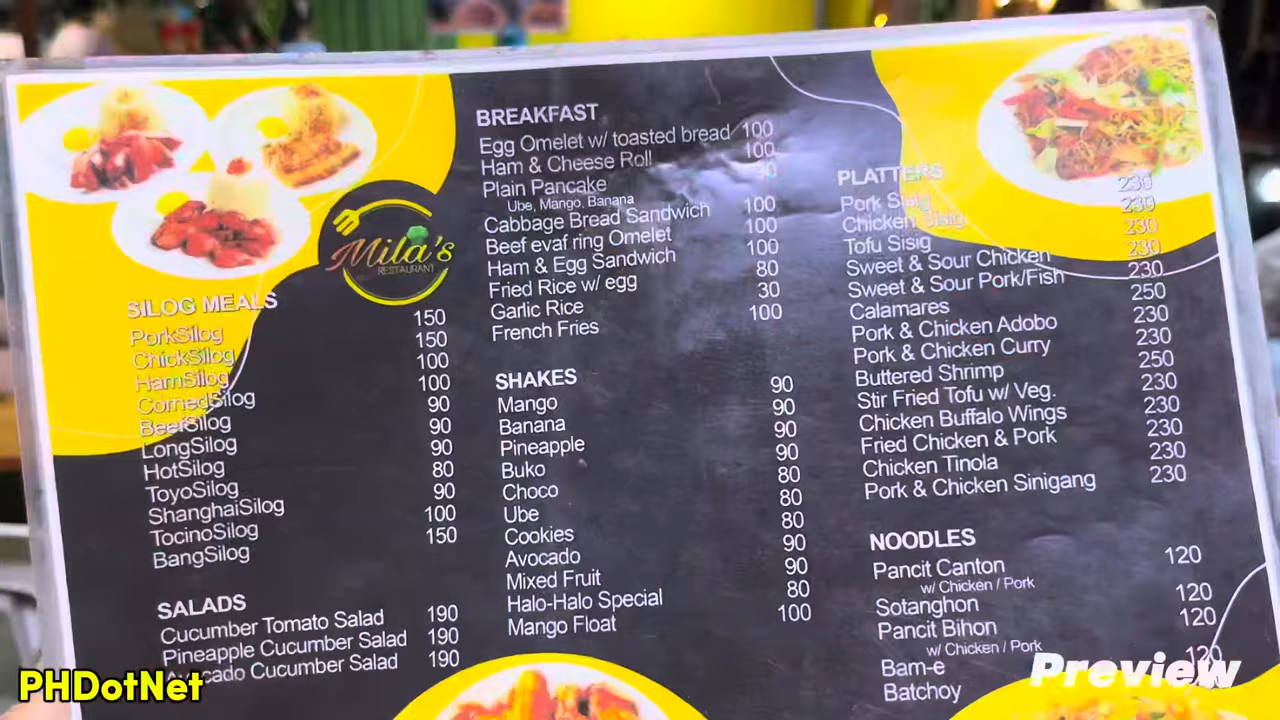 Mila's
RESTAURANT
SILOG MEALS
PorkSilog 150
ChickSilog 150
HamSilog 100
CornedSilog 100
BeefSilog 90
LongSilog 90
HotSilog 90
ToyoSilog 80
ShanghaiSilog 90
TocinoSilog 100
BangSilog 150
SALADS
Cucumber Tomato Salad 190
Pineapple Cucumber Salad 190
Avocado Cucumber Salad 190
BREAKFAST
Egg Omelet w/ toasted bread 100
Ham & Cheese Roll 100
Plain Pancake
Ube, Mango, Banana
Cabbage Bread Sandwich 100
Beef evaf ring Omelet 100
Ham & Egg Sandwich 100
Fried Rice w/ egg 80
Garlic Rice 30
French Fries 100
SHAKES
Mango 90
Banana 90
Pineapple 90
Buko 90
Choco 80
Ube 80
Cookies 80
Avocado 90
Mixed Fruit 90
Halo-Halo Special 80
Mango Float 100
PLATTERS
Pork Sisig 230
Chicken Sisig 230
Tofu Sisig 230
Sweet & Sour Chicken 230
Sweet & Sour Pork/Fish 230
Calamares 250
Pork & Chicken Adobo 230
Pork & Chicken Curry 230
Buttered Shrimp 250
Stir Fried Tofu w/ Veg. 230
Chicken Buffalo Wings 230
Fried Chicken & Pork 230
Chicken Tinola 230
Pork & Chicken Sinigang 230
NOODLES
Pancit Canton 120
w/ Chicken / Pork
Sotanghon 120
Pancit Bihon 120
w/ Chicken / Pork
Bam-e 120
Batchoy
PHDotNet
Preview